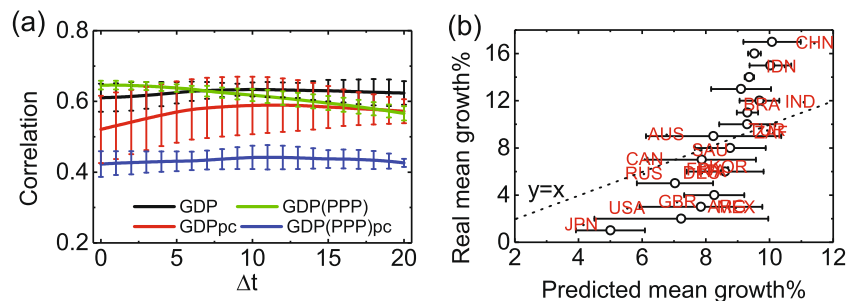 (a)
Correlation
0.8
0.6
0.4
0.2
GDP
GDP(PPP)
GDPpc
GDP(PPP)pc
0
5
10
15
20
Δt
(b)
Real mean growth%
16
12
8
4
0
CHN
IDN
IND
BRA
ZAF
AUS
SAU
CAN
KOR
RUS
GBR
USA
MEX
JPN
y=x
2
4
6
8
10
12
Predicted mean growth%